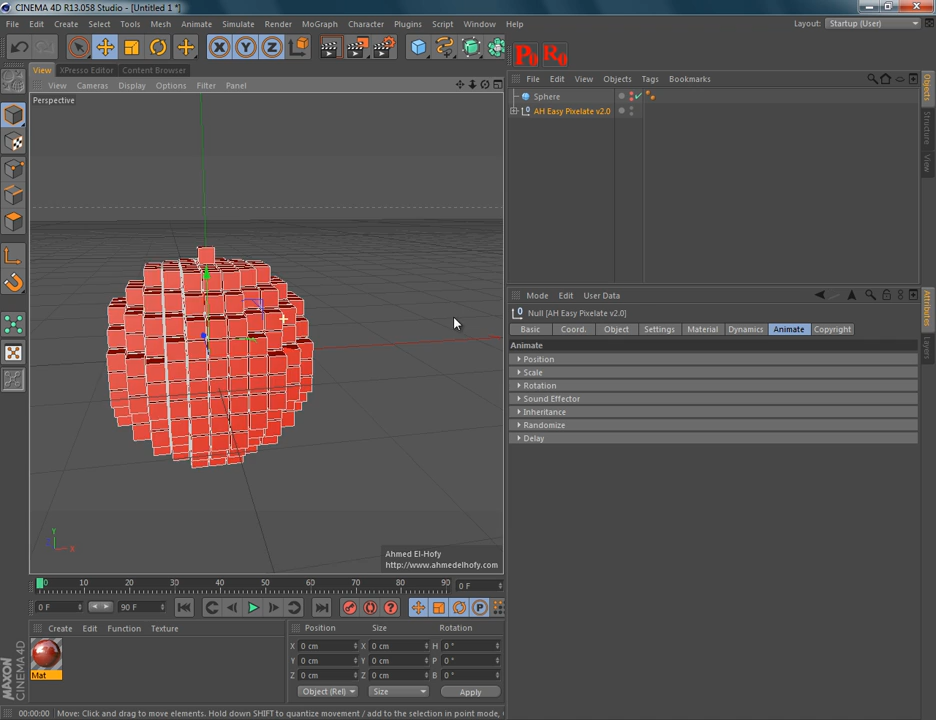 CINEMA 4D R13.058 Studio - [Untitled 1 *]
File Edit Create Select Tools Mesh Animate Simulate Render MoGraph Character Plugins Script Window Help
Layout: Startup (User)
X Y Z P0 R0
View XPresso Editor Content Browser
View Cameras Display Options Filter Panel
Perspective
Y
X
Ahmed El-Hofy
http://www.ahmedelhofy.com
File Edit View Objects Tags Bookmarks
Sphere
AH Easy Pixelate v2.0
Objects
Structure
View
Mode Edit User Data
Null [AH Easy Pixelate v2.0]
Basic Coord. Object Settings Material Dynamics Animate Copyright
Animate
Position
Scale
Rotation
Sound Effector
Inheritance
Randomize
Delay
Attributes
Layers
0 10 20 30 40 50 60 70 80 90 0 F
0 F 90 F
P
Create Edit Function Texture
Mat
Position Size Rotation
X 0 cm X 0 cm H 0 °
Y 0 cm Y 0 cm P 0 °
Z 0 cm Z 0 cm B 0 °
Object (Rel) Size Apply
MAXON
CINEMA 4D
00:00:00 Move: Click and drag to move elements. Hold down SHIFT to quantize movement / add to the selection in point mode,